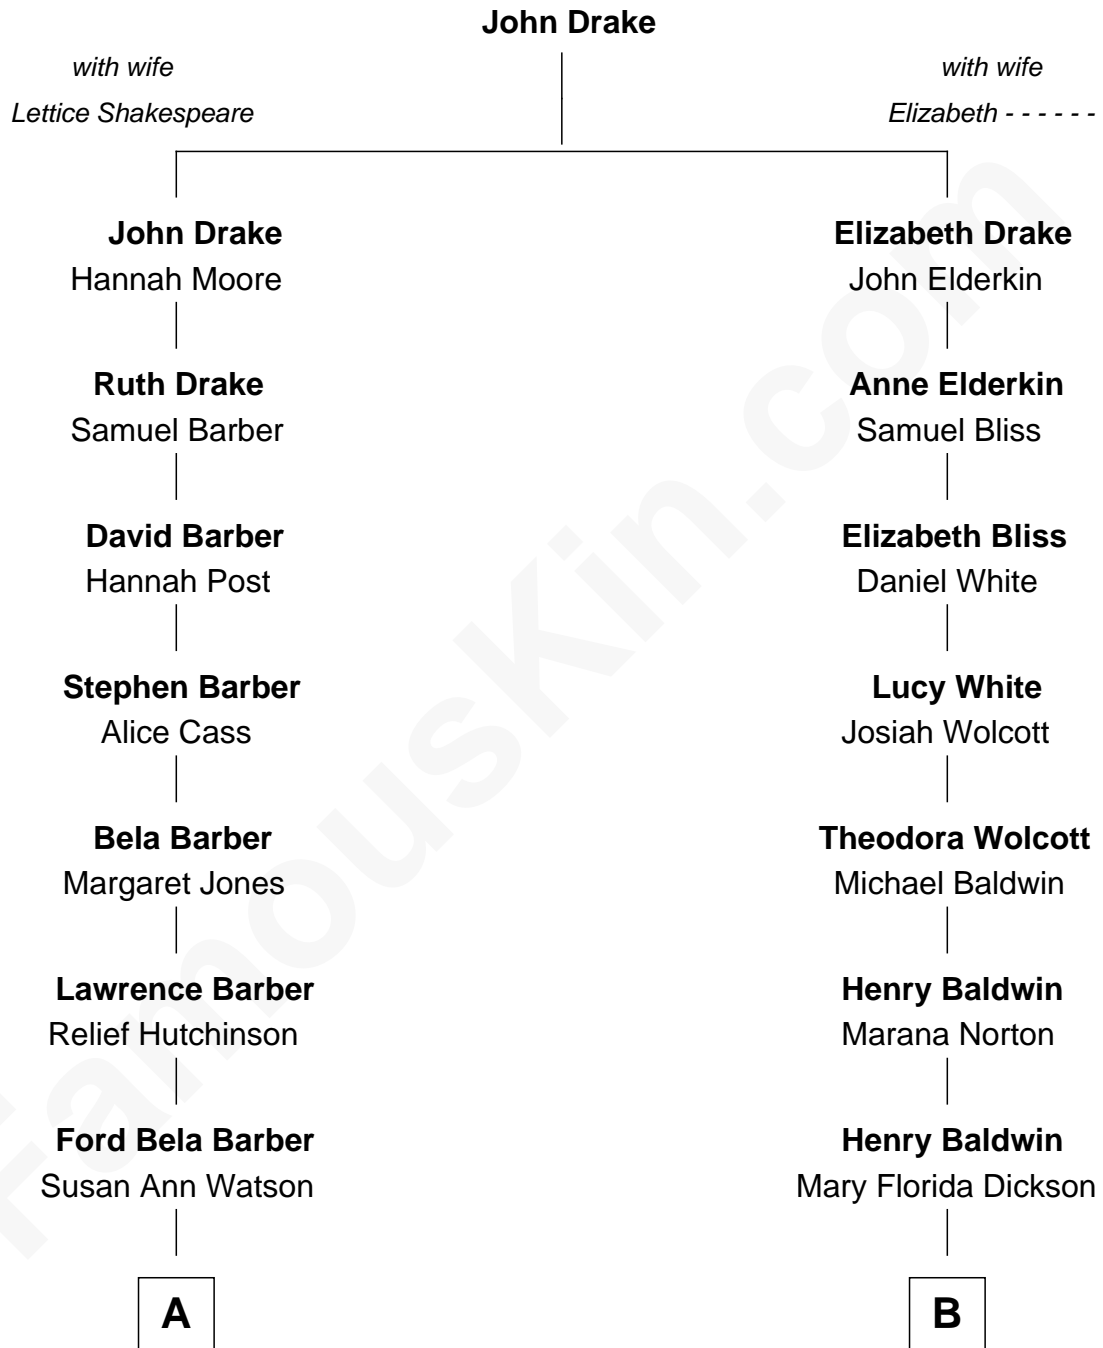 John Drake
with wife
Lettice Shakespeare
with wife
Elizabeth - - - - - -
John Drake
Hannah Moore
Elizabeth Drake
John Elderkin
Ruth Drake
Samuel Barber
Anne Elderkin
Samuel Bliss
David Barber
Hannah Post
Elizabeth Bliss
Daniel White
Stephen Barber
Alice Cass
Lucy White
Josiah Wolcott
Bela Barber
Margaret Jones
Theodora Wolcott
Michael Baldwin
Lawrence Barber
Relief Hutchinson
Henry Baldwin
Marana Norton
Ford Bela Barber
Susan Ann Watson
Henry Baldwin
Mary Florida Dickson
A
B
FamousKin.com